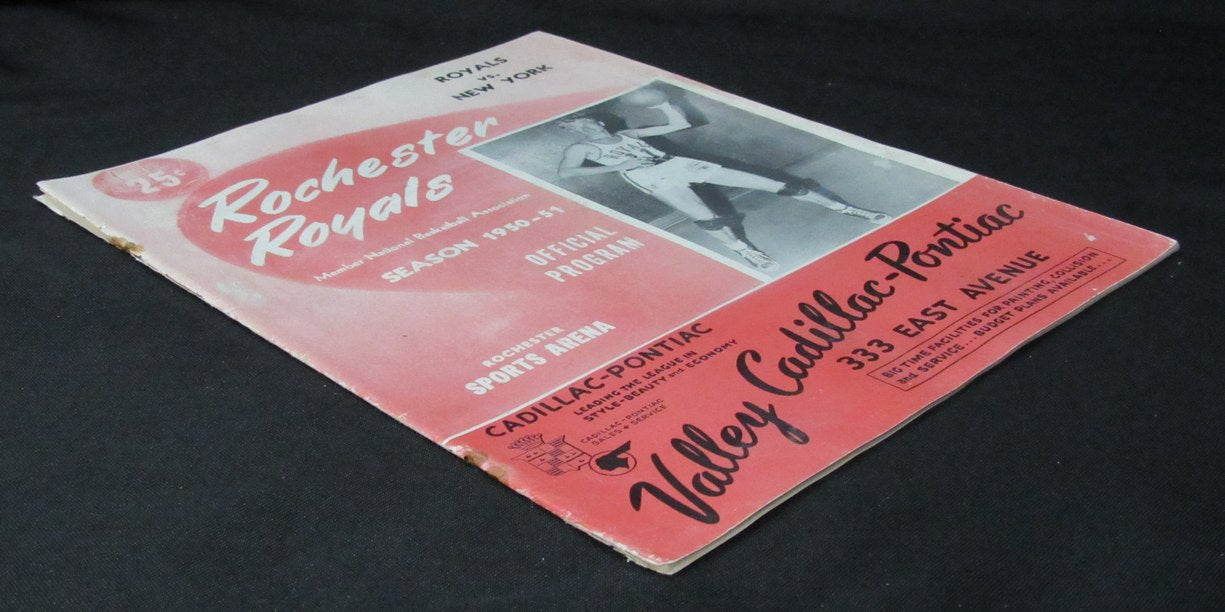 ROYALS
vs.
NEW YORK
25¢
Rochester
Royals
Member National Basketball Association
SEASON 1950-51
OFFICIAL
PROGRAM
ROYALS
ROCHESTER
SPORTS ARENA
CADILLAC-PONTIAC
LEADING THE LEAGUE IN
STYLE-BEAUTY and ECONOMY
CADILLAC-PONTIAC
SALES & SERVICE
Valley Cadillac-Pontiac
333 EAST AVENUE
BIG TIME FACILITIES FOR PAINTING, COLLISION
and SERVICE... BUDGET PLANS AVAILABLE...